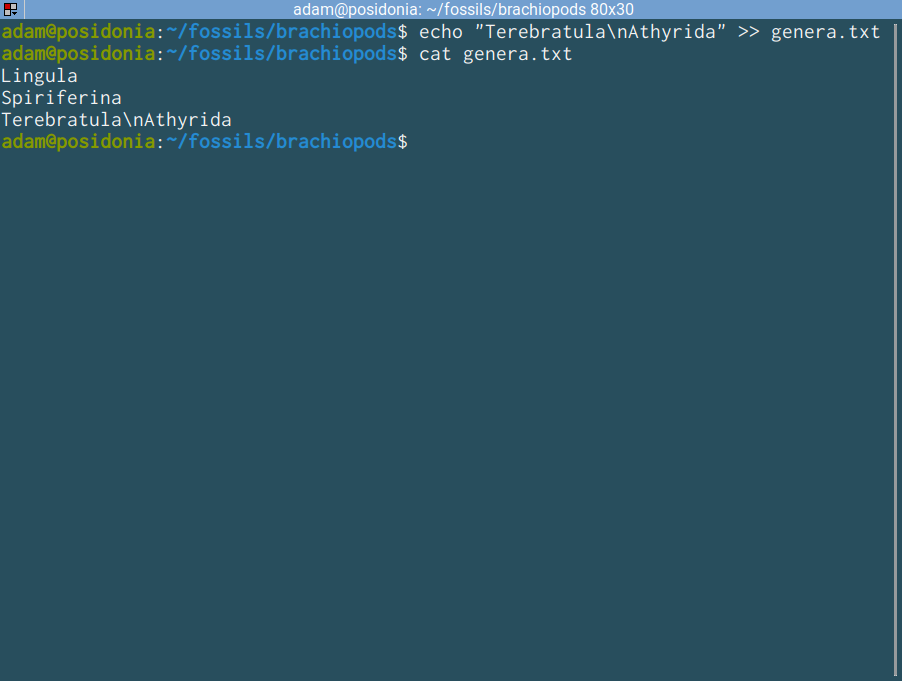 adam@posidonia: ~/fossils/brachiopods 80x30
adam@posidonia:~/fossils/brachiopods$ echo "Terebratula\nAthyrida" >> genera.txt
adam@posidonia:~/fossils/brachiopods$ cat genera.txt
Lingula
Spiriferina
Terebratula\nAthyrida
adam@posidonia:~/fossils/brachiopods$